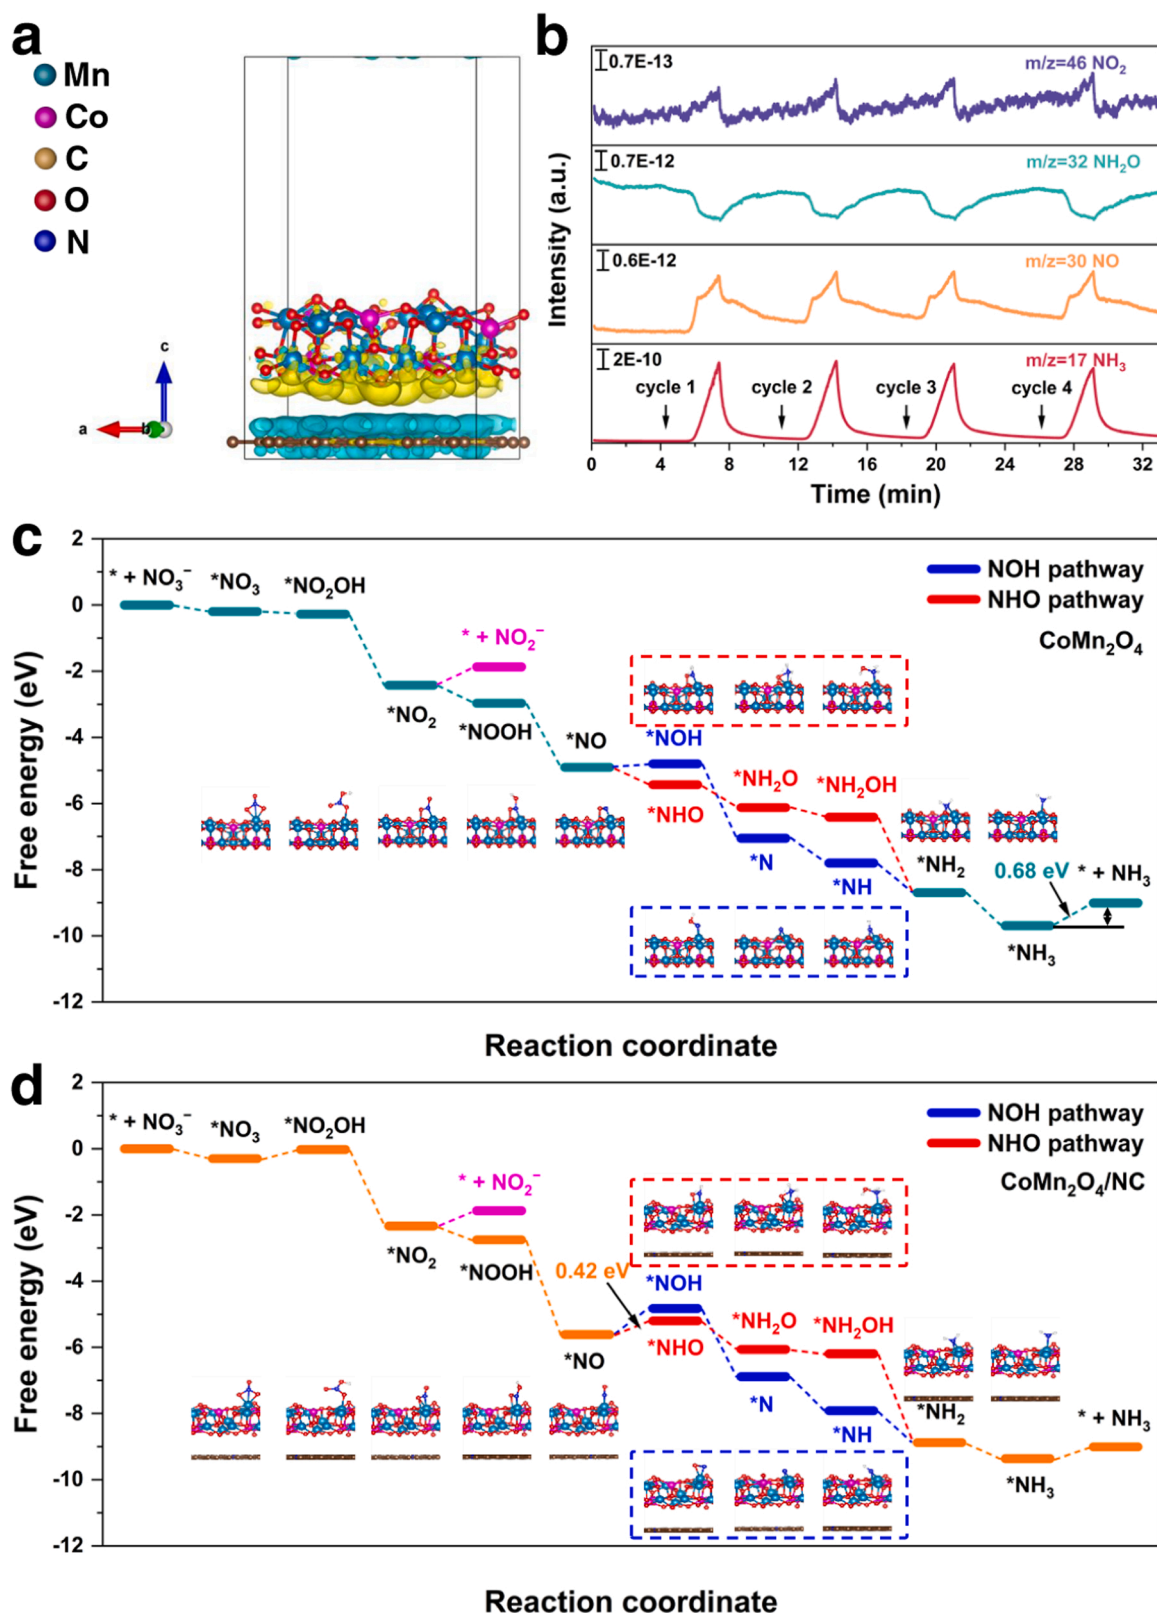 a
Mn
Co
C
O
N
c
a
b
b
0.7E-13
m/z=46 NO₂
0.7E-12
m/z=32 NH₂O
0.6E-12
m/z=30 NO
2E-10
m/z=17 NH₃
cycle 1
cycle 2
cycle 3
cycle 4
Intensity (a.u.)
0 4 8 12 16 20 24 28 32
Time (min)
c
2
0
-2
-4
-6
-8
-10
-12
Free energy (eV)
* + NO₃⁻
*NO₃
*NO₂OH
*NO₂
* + NO₂⁻
*NOOH
*NO
*NOH
*NHO
*NH₂O
*NH₂OH
*N
*NH
*NH₂
0.68 eV
*NH₃
* + NH₃
NOH pathway
NHO pathway
CoMn₂O₄
Reaction coordinate
d
2
0
-2
-4
-6
-8
-10
-12
Free energy (eV)
* + NO₃⁻
*NO₃
*NO₂OH
*NO₂
* + NO₂⁻
*NOOH
0.42 eV
*NO
*NOH
*NHO
*NH₂O
*NH₂OH
*N
*NH
*NH₂
*NH₃
* + NH₃
NOH pathway
NHO pathway
CoMn₂O₄/NC
Reaction coordinate